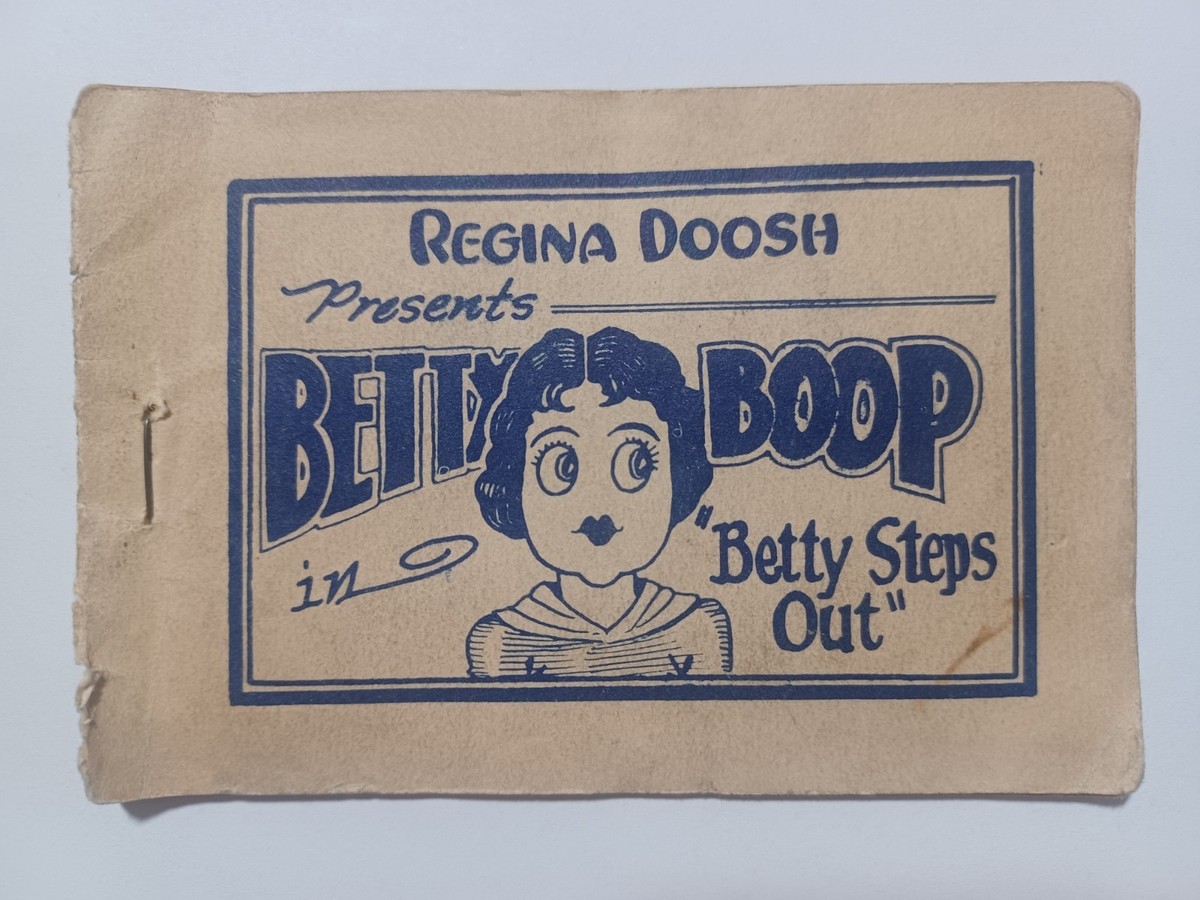 REGINA DOOSH
Presents
BETTY BOOP
in
"Betty Steps
Out"